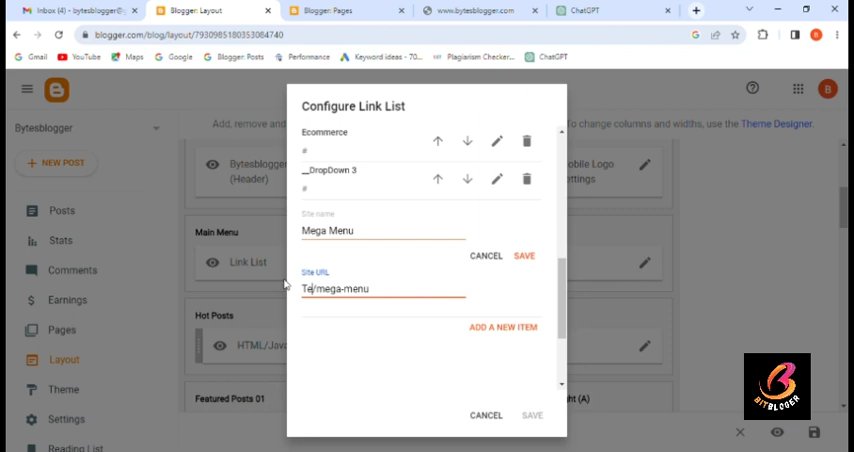 Inbox (4) - bytesblogger@g
Blogger: Layout
Blogger: Pages
www.bytesblogger.com
ChatGPT
blogger.com/blog/layout/7930985180353084740
Gmail
YouTube
Maps
Google
Blogger: Posts
Performance
Keyword ideas - 70...
Plagiarism Checker...
ChatGPT
B
Bytesblogger
Add, remove and
To change columns and widths, use the Theme Designer.
NEW POST
Posts
Stats
Comments
Earnings
Pages
Layout
Theme
Settings
Reading List
Bytesblogger
(Header)
Mobile Logo
Settings
Main Menu
Link List
Hot Posts
HTML/Java
Featured Posts 01
ht (A)
Configure Link List
Ecommerce
#
__DropDown 3
#
Site name
Mega Menu
CANCEL
SAVE
Site URL
Te/mega-menu
ADD A NEW ITEM
CANCEL
SAVE
BITBLOGER